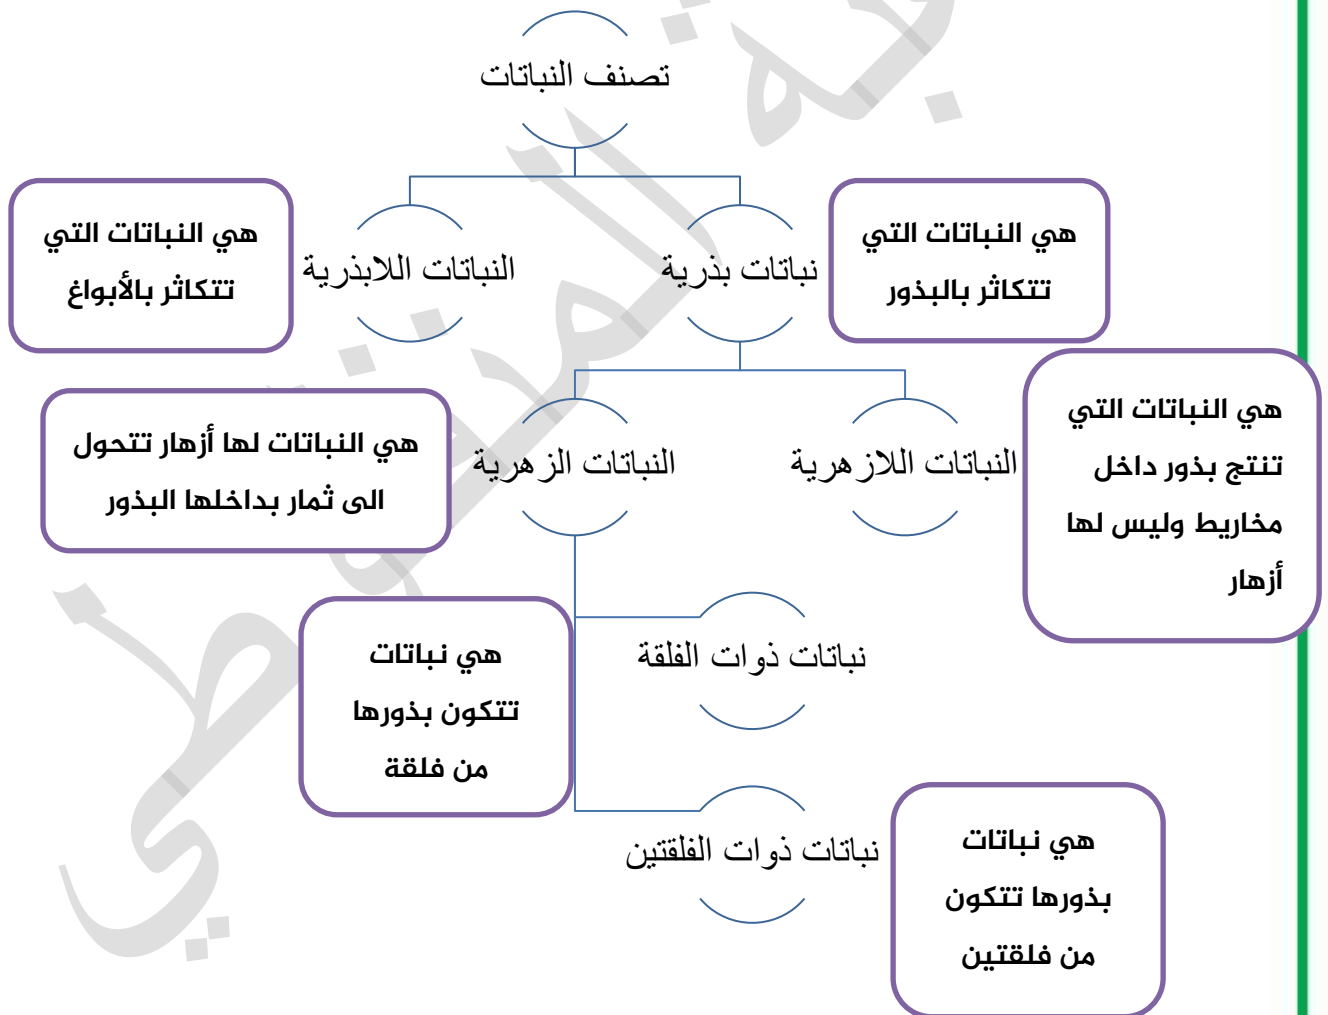 تصنف النباتات
نباتات بذرية
هي النباتات التي
تتكاثر بالبذور
النباتات اللابذرية
هي النباتات التي
تتكاثر بالأبواغ
النباتات اللازهرية
هي النباتات التي
تنتج بذور داخل
مخاريط وليس لها
أزهار
النباتات الزهرية
هي النباتات لها أزهار تتحول
الى ثمار بداخلها البذور
نباتات ذوات الفلقة
هي نباتات
تتكون بذورها
من فلقة
نباتات ذوات الفلقتين
هي نباتات
بذورها تتكون
من فلقتين